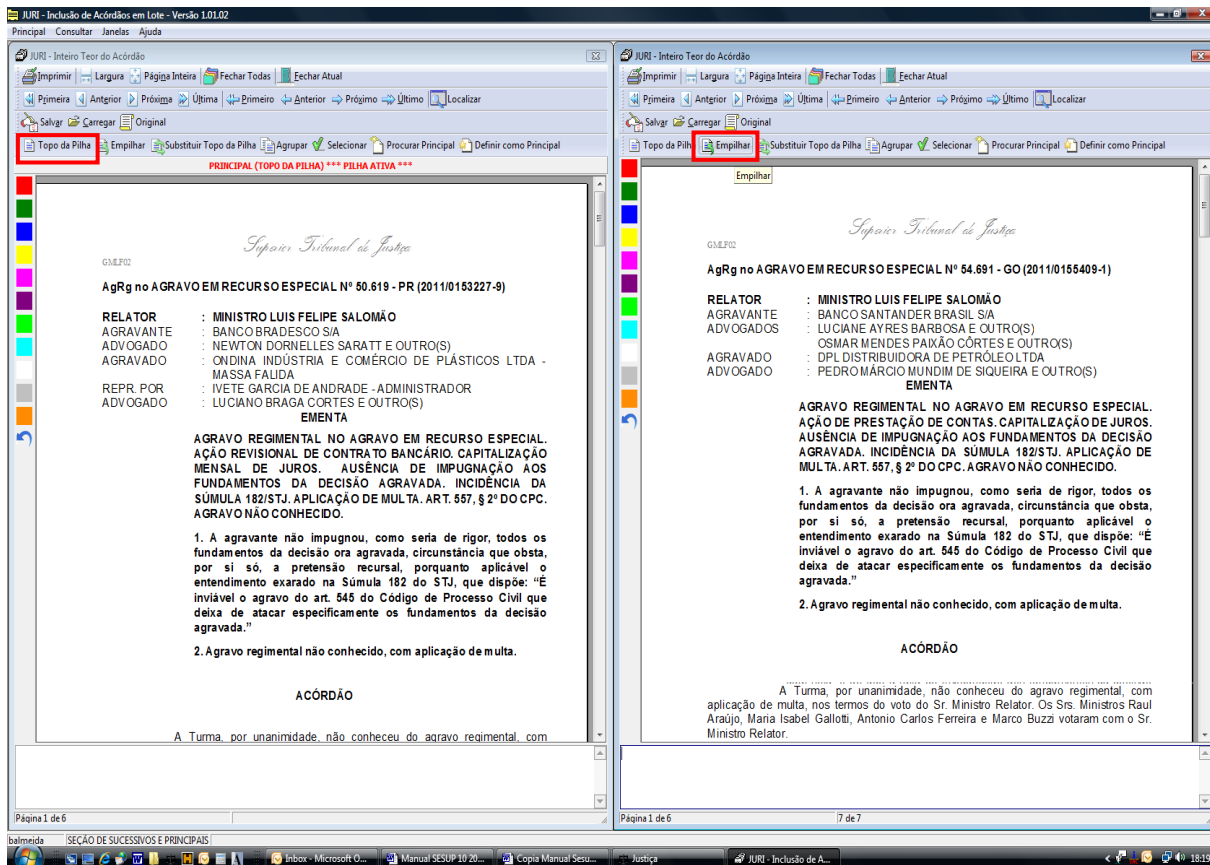 JURI - Inclusão de Acórdãos em Lote - Versão 1.01.02
Principal Consultar Janelas Ajuda
JURI - Inteiro Teor do Acórdão
Imprimir Largura Página Inteira Fechar Todas Fechar Atual
Primeira Anterior Próxima Última Primeiro Anterior Próximo Último Localizar
Salvar Carregar Original
Topo da Pilha Empilhar Substituir Topo da Pilha Agrupar Selecionar Procurar Principal Definir como Principal
PRINCIPAL (TOPO DA PILHA) *** PILHA ATIVA ***
Superior Tribunal de Justiça
GMLF02
AgRg no AGRAVO EM RECURSO ESPECIAL Nº 50.619 - PR (2011/0153227-9)
RELATOR : MINISTRO LUIS FELIPE SALOMÃO
AGRAVANTE : BANCO BRADESCO S/A
ADVOGADO : NEWTON DORNELLES SARATT E OUTRO(S)
AGRAVADO : ONDINA INDÚSTRIA E COMÉRCIO DE PLÁSTICOS LTDA -
MASSA FALIDA
REPR. POR : IVETE GARCIA DE ANDRADE - ADMINISTRADOR
ADVOGADO : LUCIANO BRAGA CORTES E OUTRO(S)
EMENTA
AGRAVO REGIMENTAL NO AGRAVO EM RECURSO ESPECIAL.
AÇÃO REVISIONAL DE CONTRATO BANCÁRIO. CAPITALIZAÇÃO
MENSAL DE JUROS. AUSÊNCIA DE IMPUGNAÇÃO AOS
FUNDAMENTOS DA DECISÃO AGRAVADA. INCIDÊNCIA DA
SÚMULA 182/STJ. APLICAÇÃO DE MULTA. ART. 557, § 2º DO CPC.
AGRAVO NÃO CONHECIDO.
1. A agravante não impugnou, como seria de rigor, todos os
fundamentos da decisão ora agravada, circunstância que obsta,
por si só, a pretensão recursal, porquanto aplicável o
entendimento exarado na Súmula 182 do STJ, que dispõe: “É
inviável o agravo do art. 545 do Código de Processo Civil que
deixa de atacar especificamente os fundamentos da decisão
agravada.”
2. Agravo regimental não conhecido, com aplicação de multa.
ACÓRDÃO
A Turma, por unanimidade, não conheceu do agravo regimental, com
Página 1 de 6
JURI - Inteiro Teor do Acórdão
Imprimir Largura Página Inteira Fechar Todas Fechar Atual
Primeira Anterior Próxima Última Primeiro Anterior Próximo Último Localizar
Salvar Carregar Original
Topo da Pilh Empilhar Substituir Topo da Pilha Agrupar Selecionar Procurar Principal Definir como Principal
Empilhar
Superior Tribunal de Justiça
GMLF02
AgRg no AGRAVO EM RECURSO ESPECIAL Nº 54.691 - GO (2011/0155409-1)
RELATOR : MINISTRO LUIS FELIPE SALOMÃO
AGRAVANTE : BANCO SANTANDER BRASIL S/A
ADVOGADOS : LUCIANE AYRES BARBOSA E OUTRO(S)
OSMAR MENDES PAIXÃO CÔRTES E OUTRO(S)
AGRAVADO : DPL DISTRIBUIDORA DE PETRÓLEO LTDA
ADVOGADO : PEDRO MÁRCIO MUNDIM DE SIQUEIRA E OUTRO(S)
EMENTA
AGRAVO REGIMENTAL NO AGRAVO EM RECURSO ESPECIAL.
AÇÃO DE PRESTAÇÃO DE CONTAS. CAPITALIZAÇÃO DE JUROS.
AUSÊNCIA DE IMPUGNAÇÃO AOS FUNDAMENTOS DA DECISÃO
AGRAVADA. INCIDÊNCIA DA SÚMULA 182/STJ. APLICAÇÃO DE
MULTA. ART. 557, § 2º DO CPC. AGRAVO NÃO CONHECIDO.
1. A agravante não impugnou, como seria de rigor, todos os
fundamentos da decisão ora agravada, circunstância que obsta,
por si só, a pretensão recursal, porquanto aplicável o
entendimento exarado na Súmula 182 do STJ, que dispõe: “É
inviável o agravo do art. 545 do Código de Processo Civil que
deixa de atacar especificamente os fundamentos da decisão
agravada.”
2. Agravo regimental não conhecido, com aplicação de multa.
ACÓRDÃO
A Turma, por unanimidade, não conheceu do agravo regimental, com
aplicação de multa, nos termos do voto do Sr. Ministro Relator. Os Srs. Ministros Raul
Araújo, Maria Isabel Gallotti, Antonio Carlos Ferreira e Marco Buzzi votaram com o Sr.
Ministro Relator.
Página 1 de 6 7 de 7
balmeida SEÇÃO DE SUCESSIVOS E PRINCIPAIS
Inbox - Microsoft O... Manual SESUP 10 20... Copia Manual Sesu... Justiça JURI - Inclusão de A... 18:19